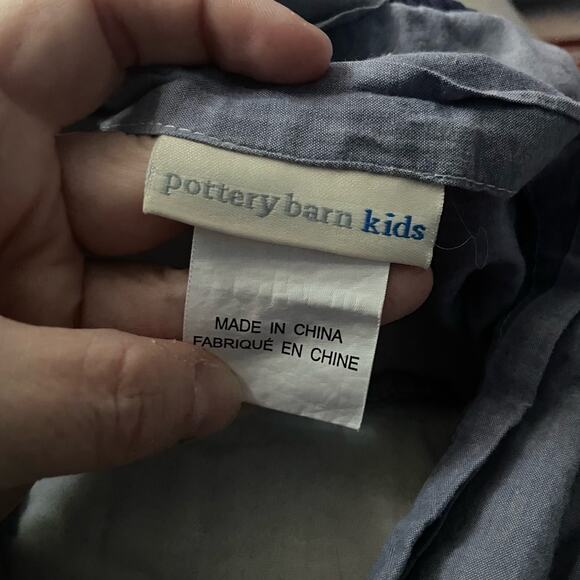 pottery barn kids
MADE IN CHINA
FABRIQUÉ EN CHINE